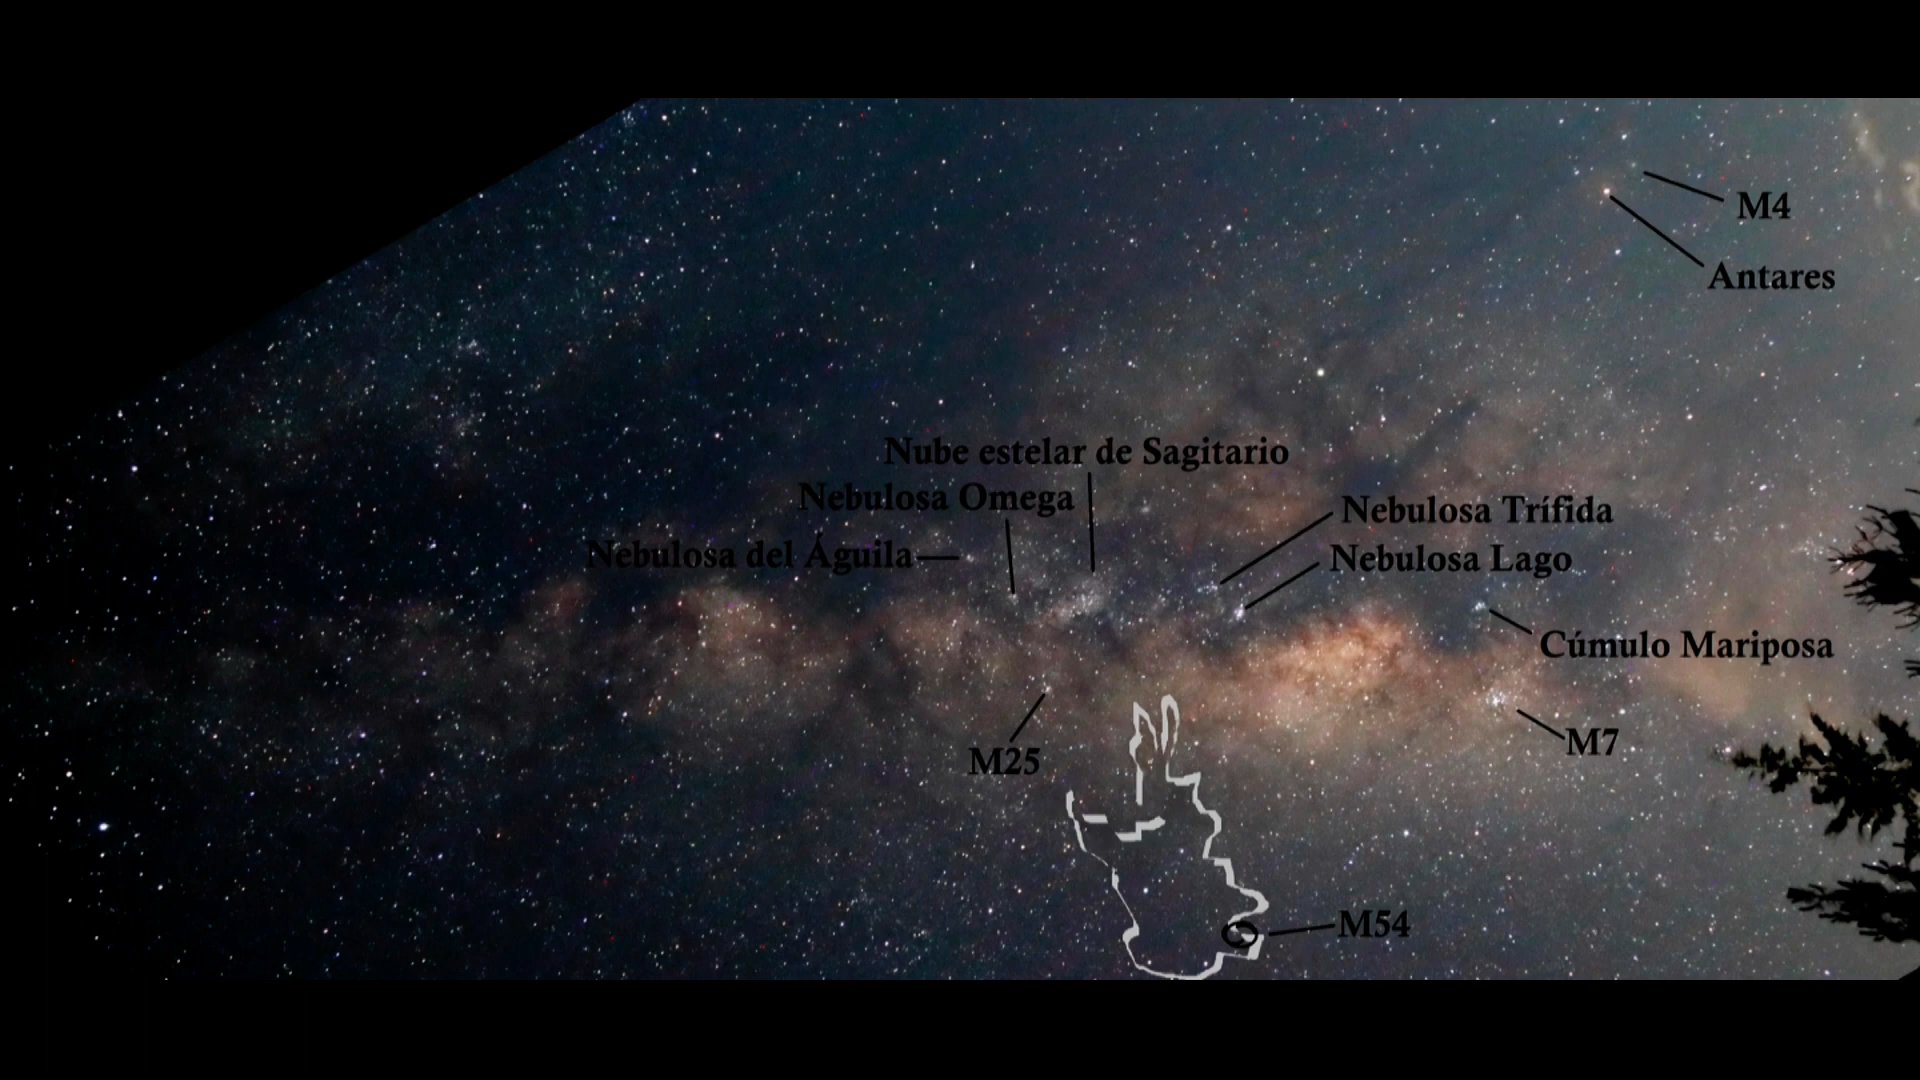 M4
Antares
Nube estelar de Sagitario
Nebulosa Omega
Nebulosa Trífida
Nebulosa del Águila
Nebulosa Lago
Cúmulo Mariposa
M7
M25
M54